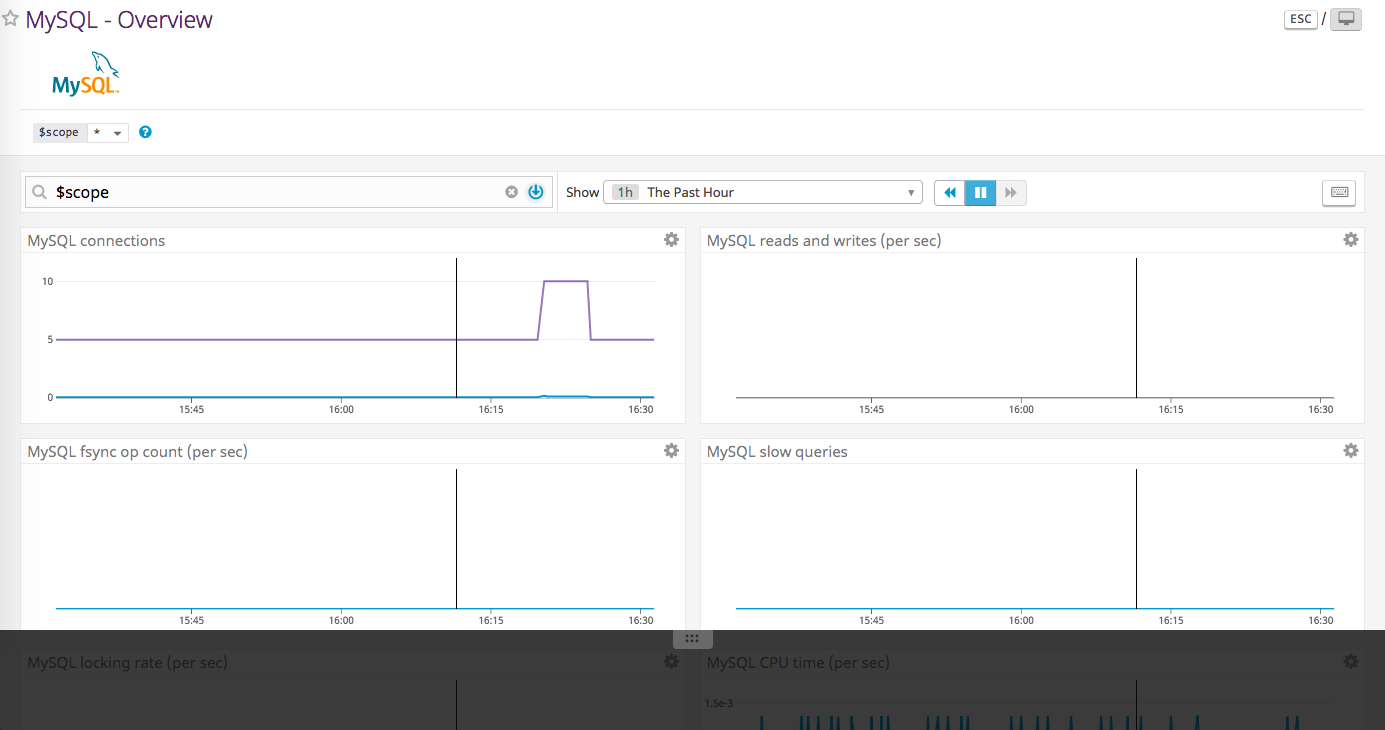 MySQL - Overview
ESC /
MySQL™
$scope * ?
$scope
Show 1h The Past Hour
MySQL connections
10
5
0
15:45 16:00 16:15 16:30
MySQL reads and writes (per sec)
15:45 16:00 16:15 16:30
MySQL fsync op count (per sec)
15:45 16:00 16:15 16:30
MySQL slow queries
15:45 16:00 16:15 16:30
MySQL locking rate (per sec)
MySQL CPU time (per sec)
1.5e-3